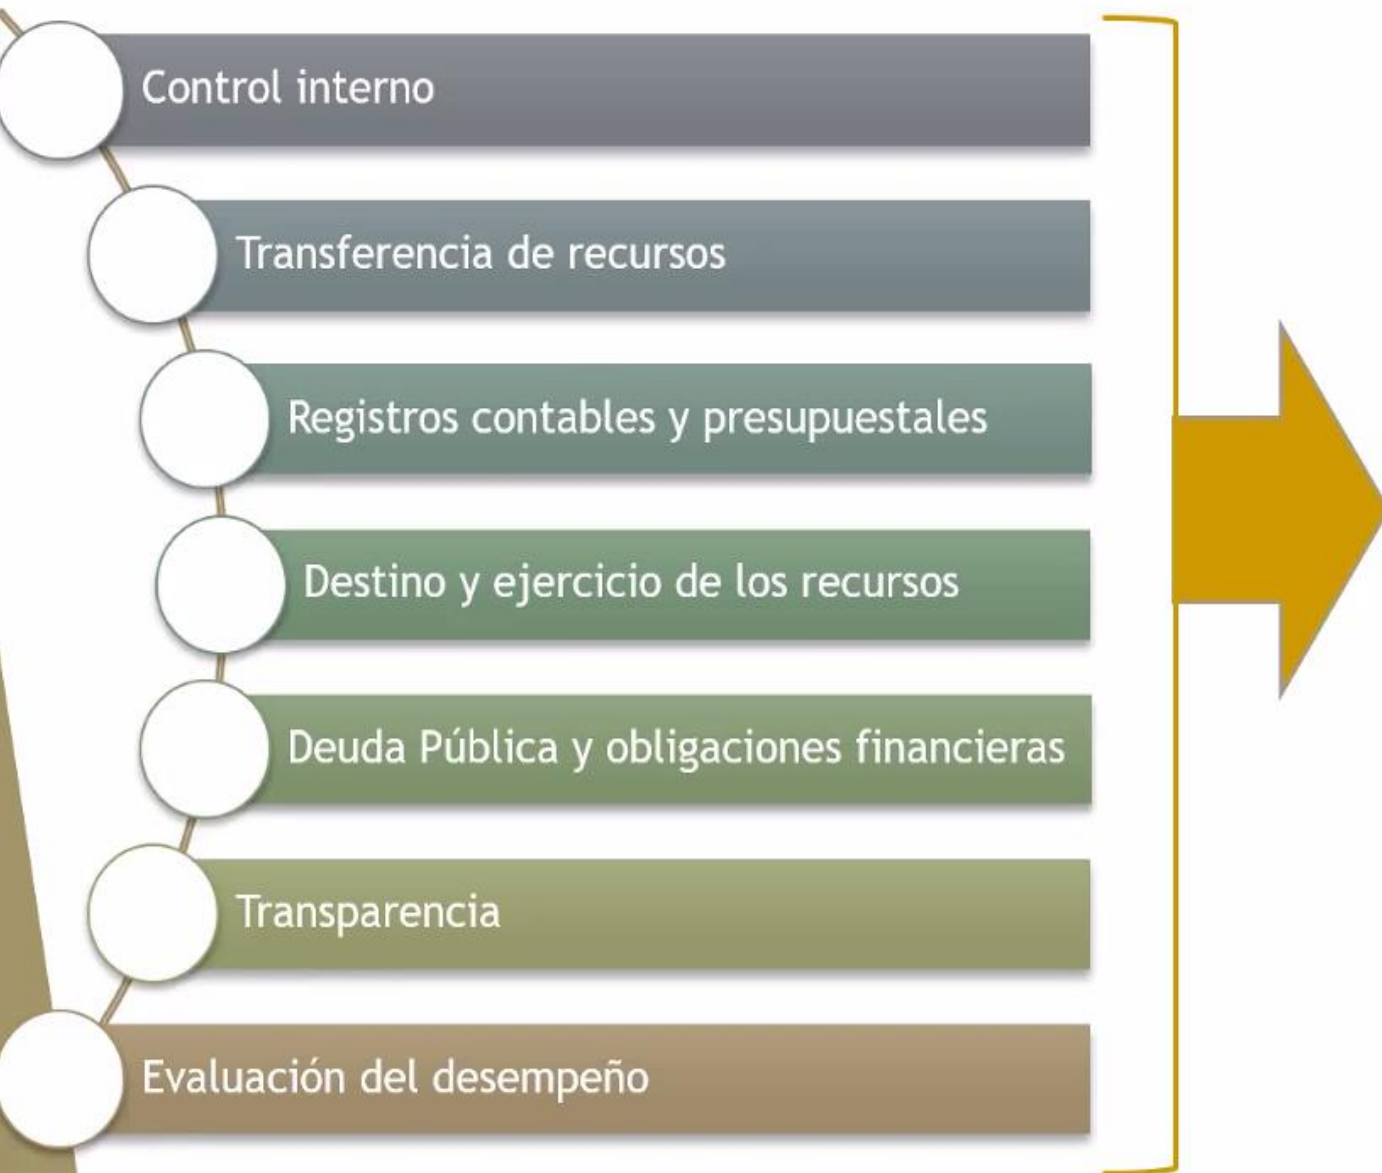 Control interno
Transferencia de recursos
Registros contables y presupuestales
Destino y ejercicio de los recursos
Deuda Pública y obligaciones financieras
Transparencia
Evaluación del desempeño